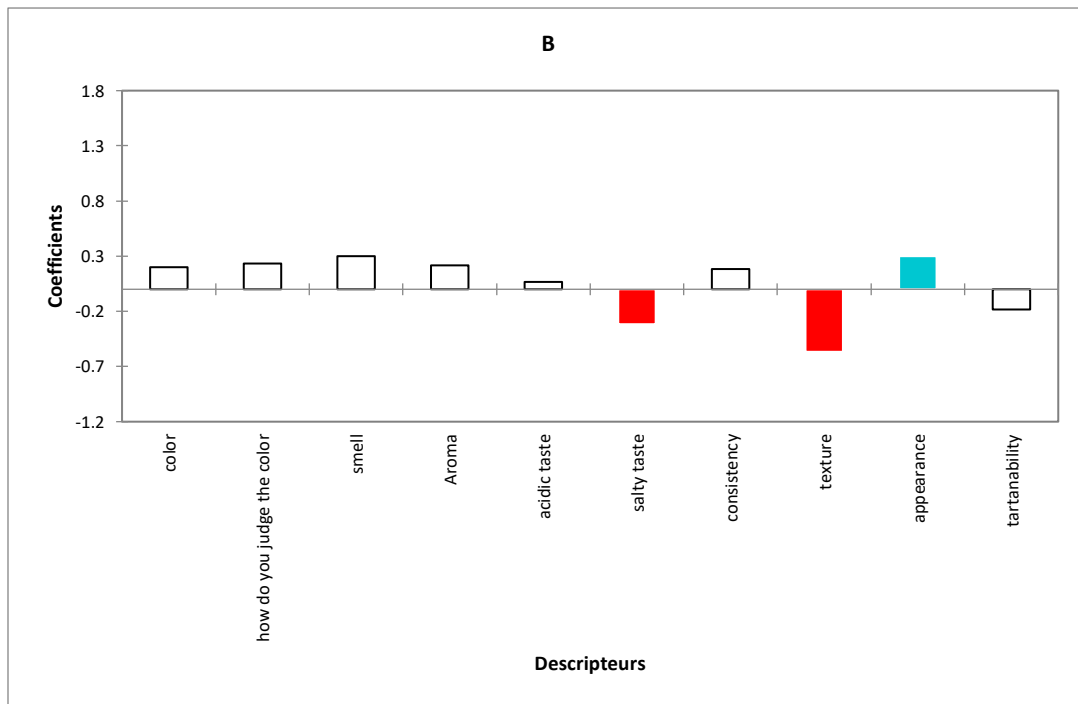 B
1.8
1.3
0.8
0.3
-0.2
-0.7
-1.2
Coefficients
color
how do you judge the color
smell
Aroma
acidic taste
salty taste
consistency
texture
appearance
tartanability
Descripteurs